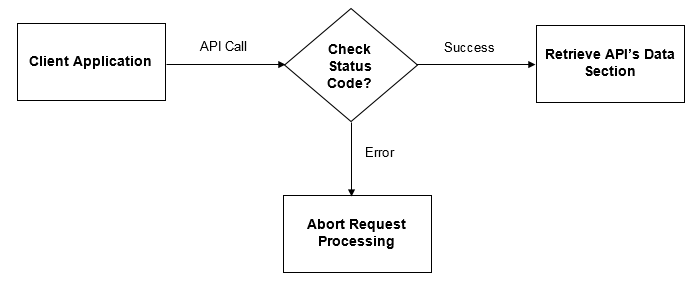 Client Application
API Call
Check
Status
Code?
Success
Retrieve API's Data
Section
Error
Abort Request
Processing